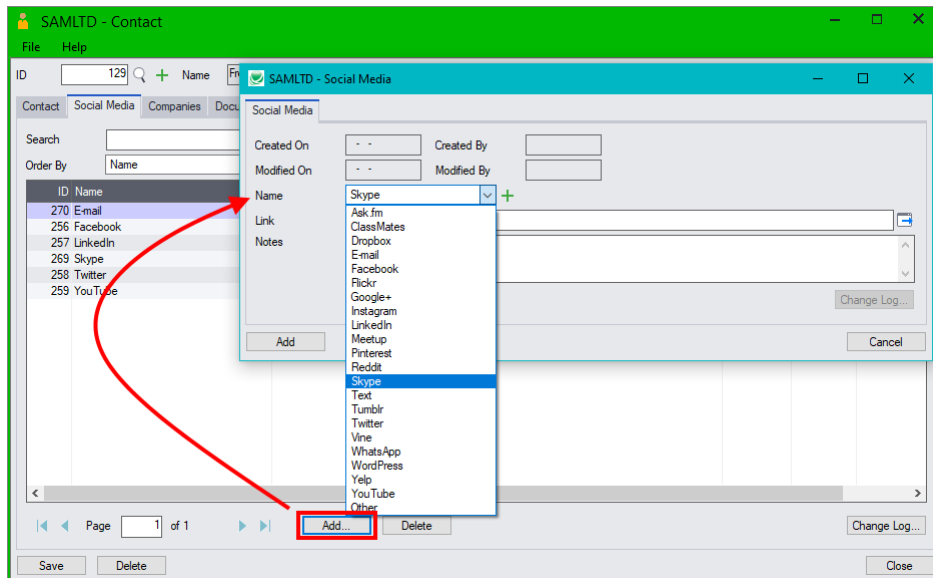 SAMLTD - Contact
File Help
ID 129 Name
SAMLTD - Social Media
Contact Social Media Companies
Social Media
Search
Order By Name
Created On - - Created By
Modified On - - Modified By
Name Skype
Link
Notes
ID Name
270 E-mail
256 Facebook
257 LinkedIn
269 Skype
258 Twitter
259 YouTube
Ask.fm
ClassMates
Dropbox
E-mail
Facebook
Flickr
Google+
Instagram
LinkedIn
Meetup
Pinterest
Reddit
Skype
Text
Tumblr
Twitter
Vine
WhatsApp
WordPress
Yelp
YouTube
Other
Change Log...
Add Cancel
Page 1 of 1 Add... Delete Change Log...
Save Delete Close